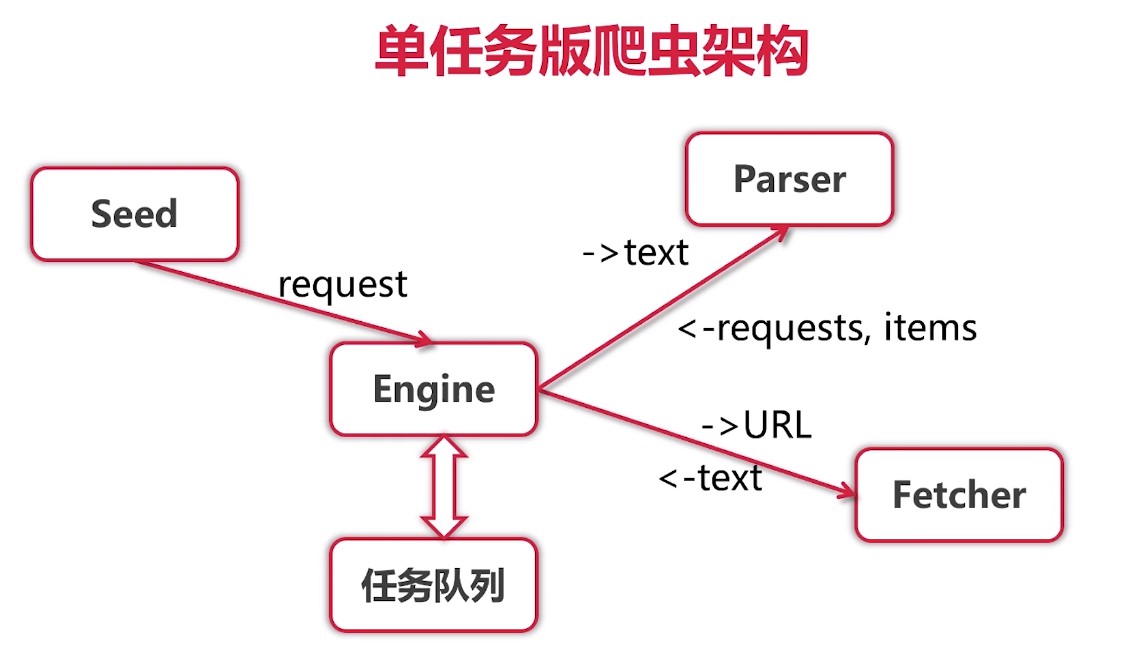 单任务版爬虫架构
Seed
request
Engine
任务队列
Parser
->text
<-requests, items
->URL
<-text
Fetcher